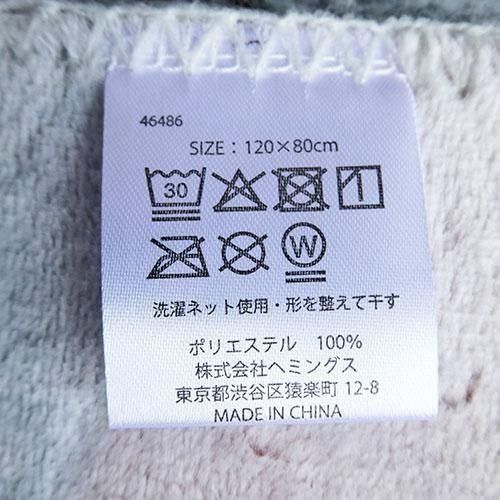 46486
SIZE：120×80cm
30
W
洗濯ネット使用・形を整えて干す
ポリエステル　100%
株式会社ヘミングス
東京都渋谷区猿楽町 12-8
MADE IN CHINA